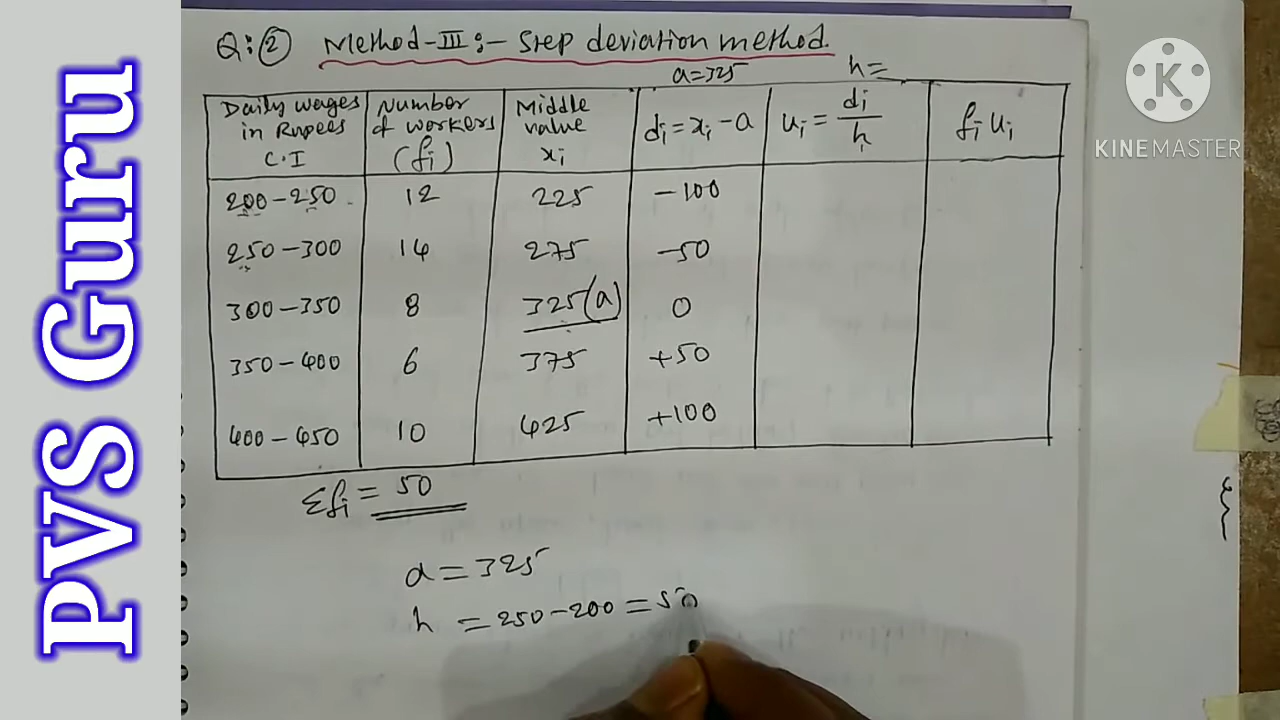 PVS Guru
KINEMASTER
Q:② Method-III:- Step deviation method.
a=325 h=
Daily wages in Rupees C.I | Number of workers (fi) | Middle value xi | di = xi - a | ui = di/h | fi ui
200-250 | 12 | 225 | -100
250-300 | 14 | 275 | -50
300-350 | 8 | 325(a) | 0
350-400 | 6 | 375 | +50
400-450 | 10 | 425 | +100
Σfi = 50
a = 325
h = 250-200 = 50